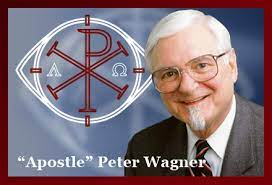 Α Ω
“Apostle” Peter Wagner